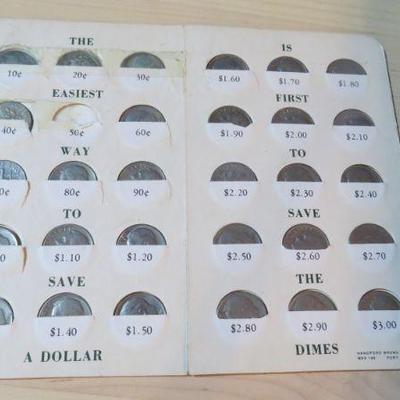 THE
10¢ 20¢ 30¢
EASIEST
40¢ 50¢ 60¢
WAY
80¢ 90¢
TO
$1.10 $1.20
SAVE
$1.40 $1.50
A DOLLAR
IS
$1.60 $1.70 $1.80
FIRST
$1.90 $2.00 $2.10
TO
$2.20 $2.30 $2.40
SAVE
$2.50 $2.60 $2.70
THE
$2.80 $2.90 $3.00
DIMES